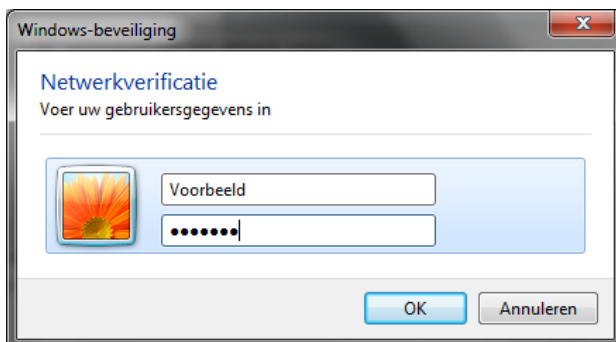 Windows-beveiliging
Netwerkverificatie
Voer uw gebruikersgegevens in
Voorbeeld
•••••••
OK
Annuleren